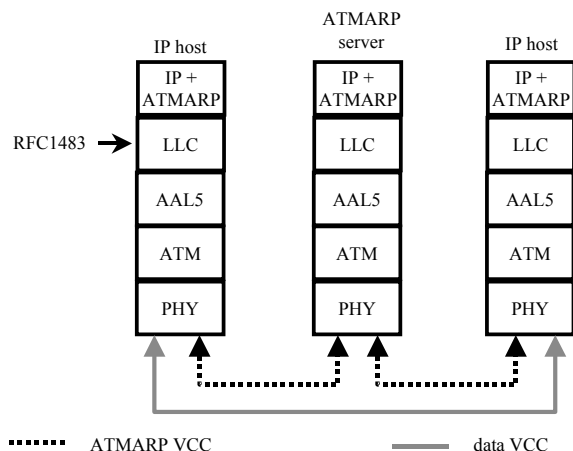 ATMARP
server
IP host
IP host
IP +
ATMARP
IP +
ATMARP
IP +
ATMARP
RFC1483
LLC
LLC
LLC
AAL5
AAL5
AAL5
ATM
ATM
ATM
PHY
PHY
PHY
ATMARP VCC
data VCC